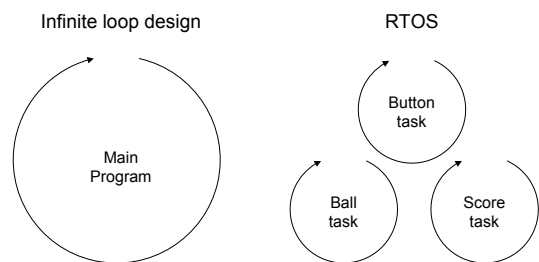 Infinite loop design
RTOS
Main
Program
Button
task
Ball
task
Score
task